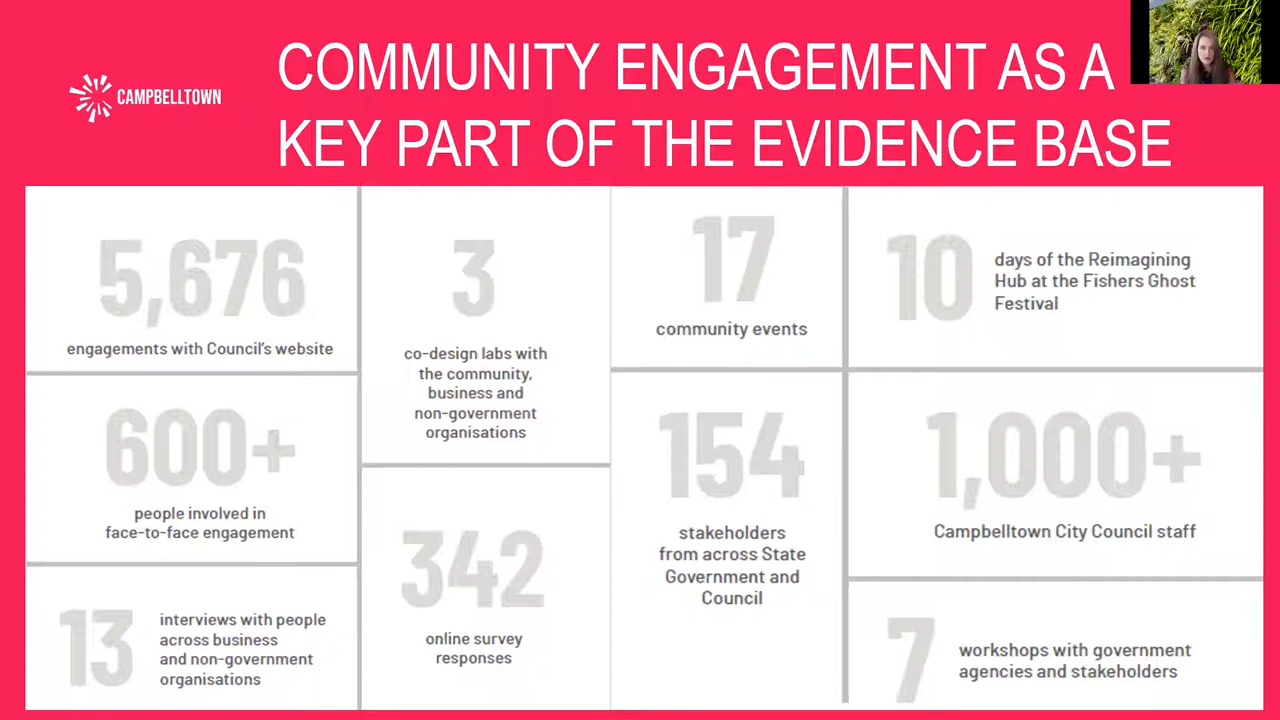 COMMUNITY ENGAGEMENT AS A
KEY PART OF THE EVIDENCE BASE
CAMPBELLTOWN
5,676
engagements with Council's website
600+
people involved in
face-to-face engagement
13
interviews with people
across business
and non-government
organisations
3
co-design labs with
the community,
business and
non-government
organisations
342
online survey
responses
17
community events
154
stakeholders
from across State
Government and
Council
10
days of the Reimagining
Hub at the Fishers Ghost
Festival
1,000+
Campbelltown City Council staff
7
workshops with government
agencies and stakeholders